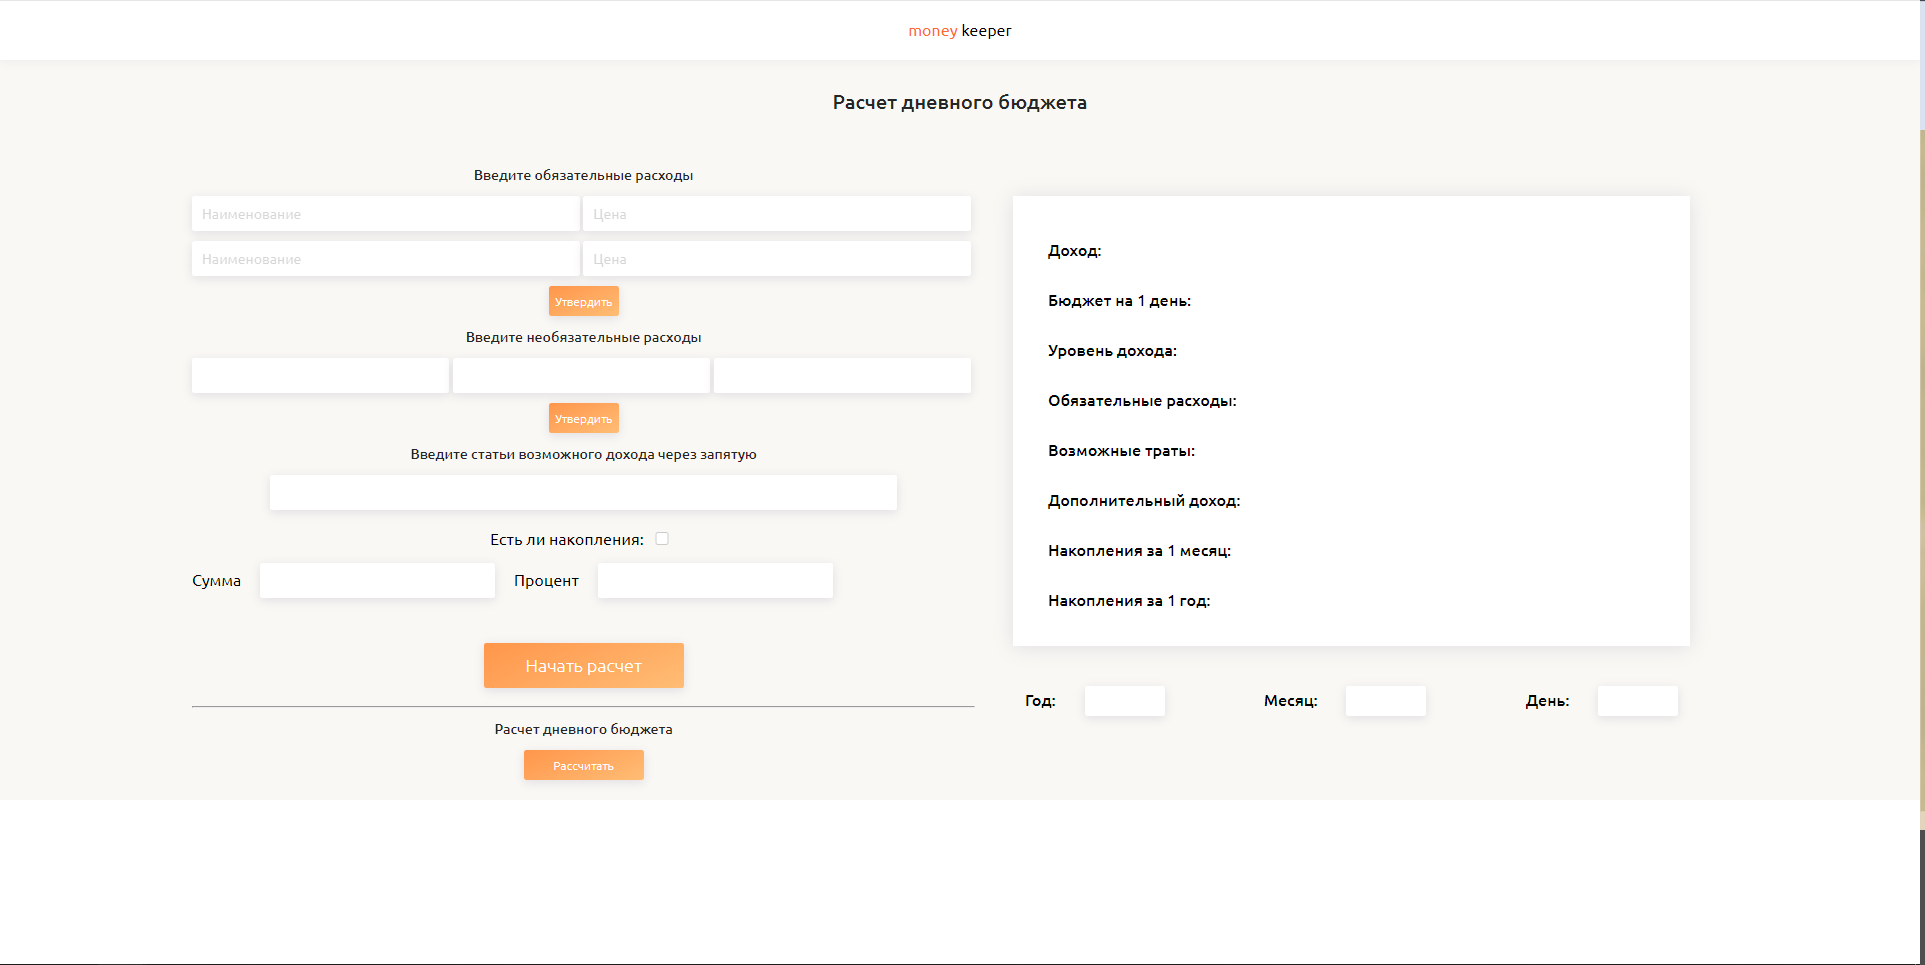 money keeper
Расчет дневного бюджета
Введите обязательные расходы
Наименование Цена
Наименование Цена
Утвердить
Введите необязательные расходы
Утвердить
Введите статьи возможного дохода через запятую
Есть ли накопления:
Сумма Процент
Начать расчет
Расчет дневного бюджета
Рассчитать
Доход:
Бюджет на 1 день:
Уровень дохода:
Обязательные расходы:
Возможные траты:
Дополнительный доход:
Накопления за 1 месяц:
Накопления за 1 год:
Год: Месяц: День: